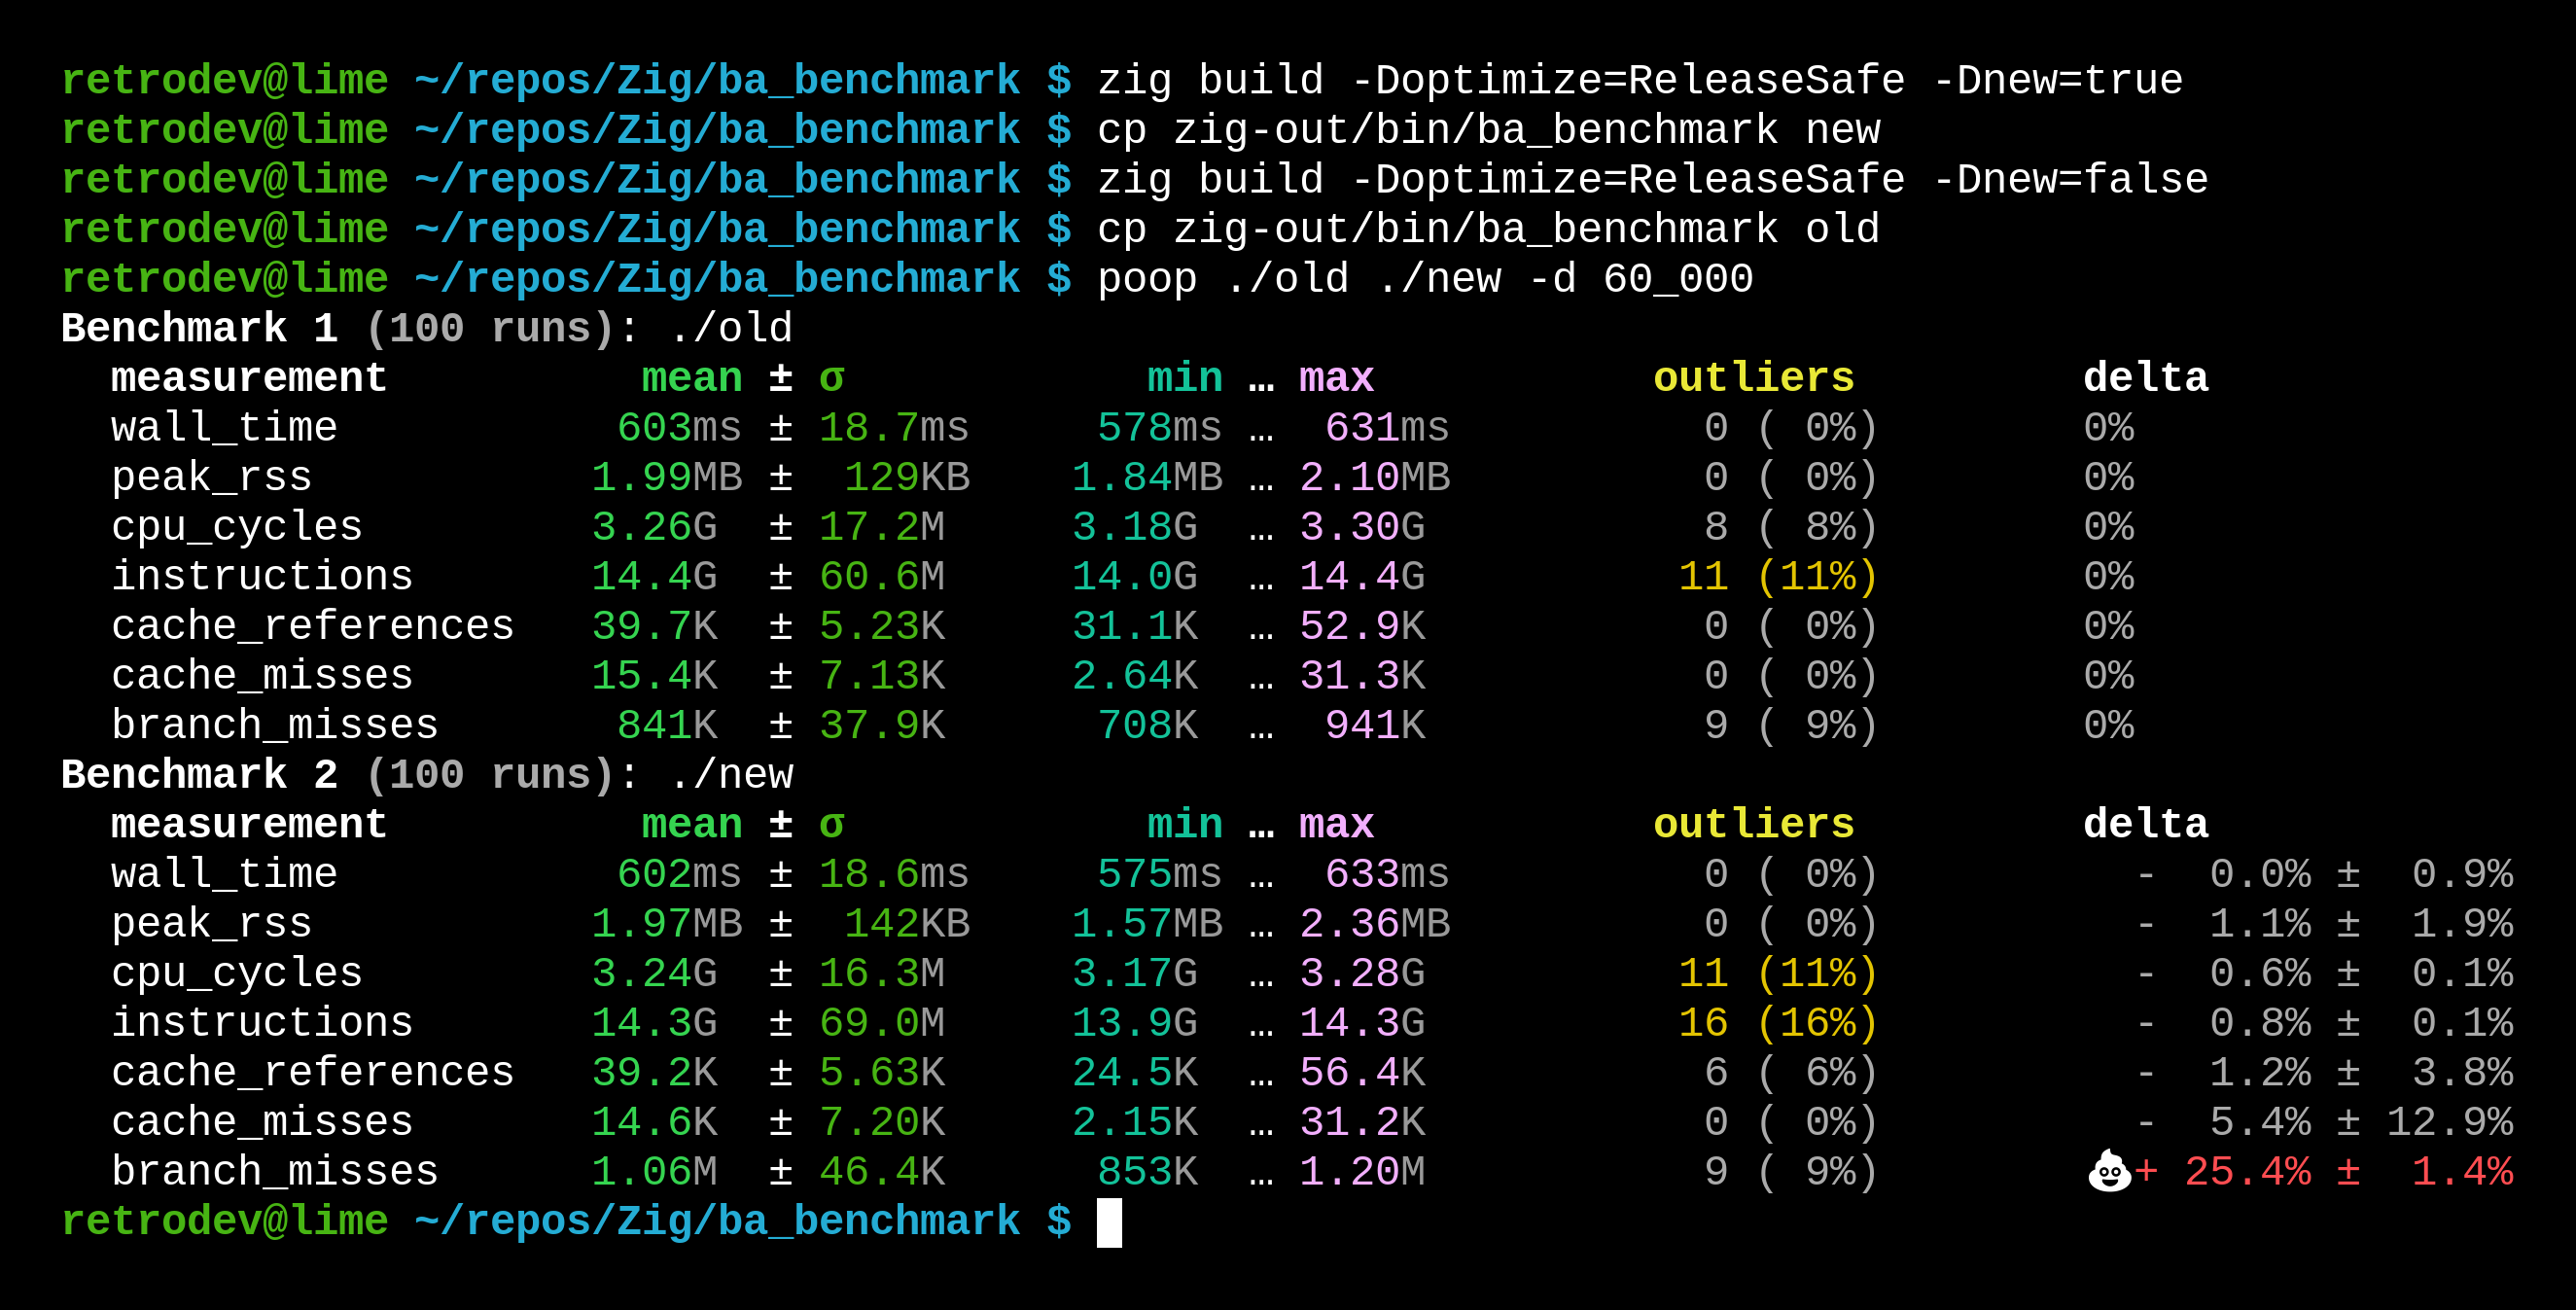 retrodev@lime ~/repos/Zig/ba_benchmark $ zig build -Doptimize=ReleaseSafe -Dnew=true
retrodev@lime ~/repos/Zig/ba_benchmark $ cp zig-out/bin/ba_benchmark new
retrodev@lime ~/repos/Zig/ba_benchmark $ zig build -Doptimize=ReleaseSafe -Dnew=false
retrodev@lime ~/repos/Zig/ba_benchmark $ cp zig-out/bin/ba_benchmark old
retrodev@lime ~/repos/Zig/ba_benchmark $ poop ./old ./new -d 60_000
Benchmark 1 (100 runs): ./old
  measurement          mean ± σ            min … max           outliers         delta
  wall_time           603ms ± 18.7ms     578ms …  631ms          0 ( 0%)        0%
  peak_rss           1.99MB ±  129KB    1.84MB … 2.10MB          0 ( 0%)        0%
  cpu_cycles         3.26G  ± 17.2M     3.18G  … 3.30G           8 ( 8%)        0%
  instructions       14.4G  ± 60.6M     14.0G  … 14.4G          11 (11%)        0%
  cache_references   39.7K  ± 5.23K     31.1K  … 52.9K           0 ( 0%)        0%
  cache_misses       15.4K  ± 7.13K     2.64K  … 31.3K           0 ( 0%)        0%
  branch_misses       841K  ± 37.9K      708K  …  941K           9 ( 9%)        0%
Benchmark 2 (100 runs): ./new
  measurement          mean ± σ            min … max           outliers         delta
  wall_time           602ms ± 18.6ms     575ms …  633ms          0 ( 0%)          -  0.0% ±  0.9%
  peak_rss           1.97MB ±  142KB    1.57MB … 2.36MB          0 ( 0%)          -  1.1% ±  1.9%
  cpu_cycles         3.24G  ± 16.3M     3.17G  … 3.28G          11 (11%)          -  0.6% ±  0.1%
  instructions       14.3G  ± 69.0M     13.9G  … 14.3G          16 (16%)          -  0.8% ±  0.1%
  cache_references   39.2K  ± 5.63K     24.5K  … 56.4K           6 ( 6%)          -  1.2% ±  3.8%
  cache_misses       14.6K  ± 7.20K     2.15K  … 31.2K           0 ( 0%)          -  5.4% ± 12.9%
  branch_misses      1.06M  ± 46.4K      853K  … 1.20M           9 ( 9%)        💩+ 25.4% ±  1.4%
retrodev@lime ~/repos/Zig/ba_benchmark $